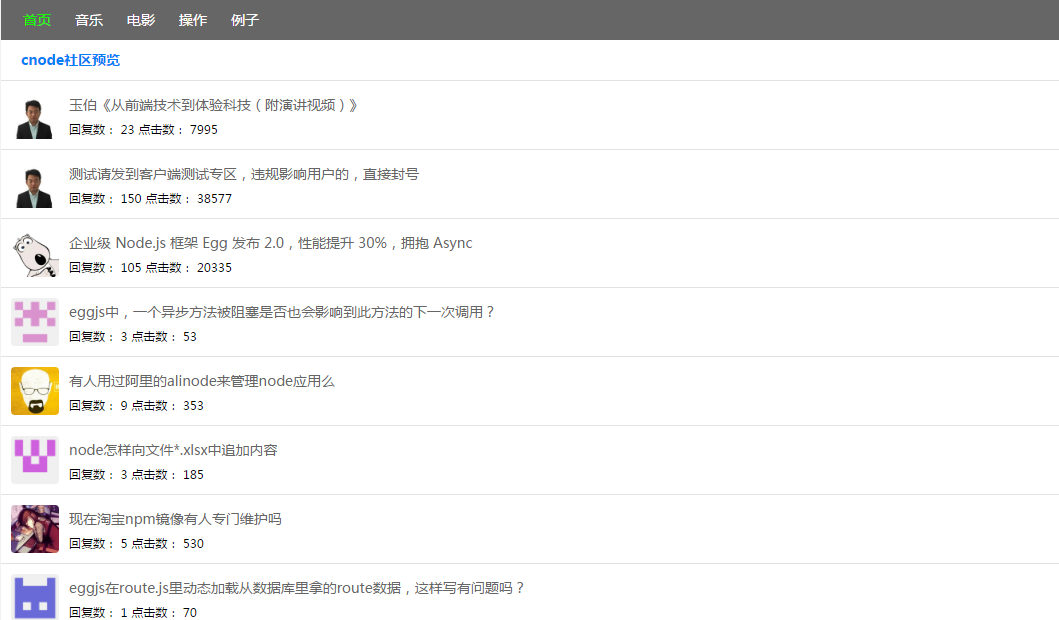 首页 音乐 电影 操作 例子
cnode社区预览
玉伯《从前端技术到体验科技（附演讲视频）》
回复数： 23 点击数： 7995
测试请发到客户端测试专区，违规影响用户的，直接封号
回复数： 150 点击数： 38577
企业级 Node.js 框架 Egg 发布 2.0，性能提升 30%，拥抱 Async
回复数： 105 点击数： 20335
eggjs中，一个异步方法被阻塞是否也会影响到此方法的下一次调用？
回复数： 3 点击数： 53
有人用过阿里的alinode来管理node应用么
回复数： 9 点击数： 353
node怎样向文件*.xlsx中追加内容
回复数： 3 点击数： 185
现在淘宝npm镜像有人专门维护吗
回复数： 5 点击数： 530
eggjs在route.js里动态加载从数据库里拿的route数据，这样写有问题吗？
回复数： 1 点击数： 70